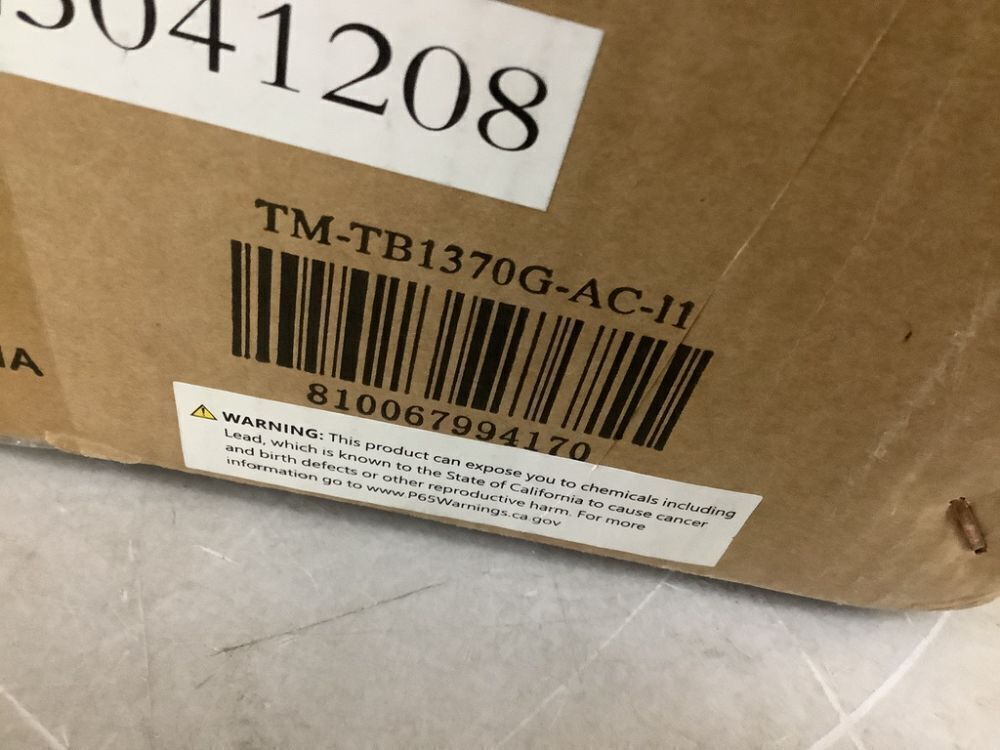 5041208
TM-TB1370G-AC-I1
810067994170
IA
WARNING: This product can expose you to chemicals including
Lead, which is known to the State of California to cause cancer
and birth defects or other reproductive harm. For more
information go to www.P65Warnings.ca.gov